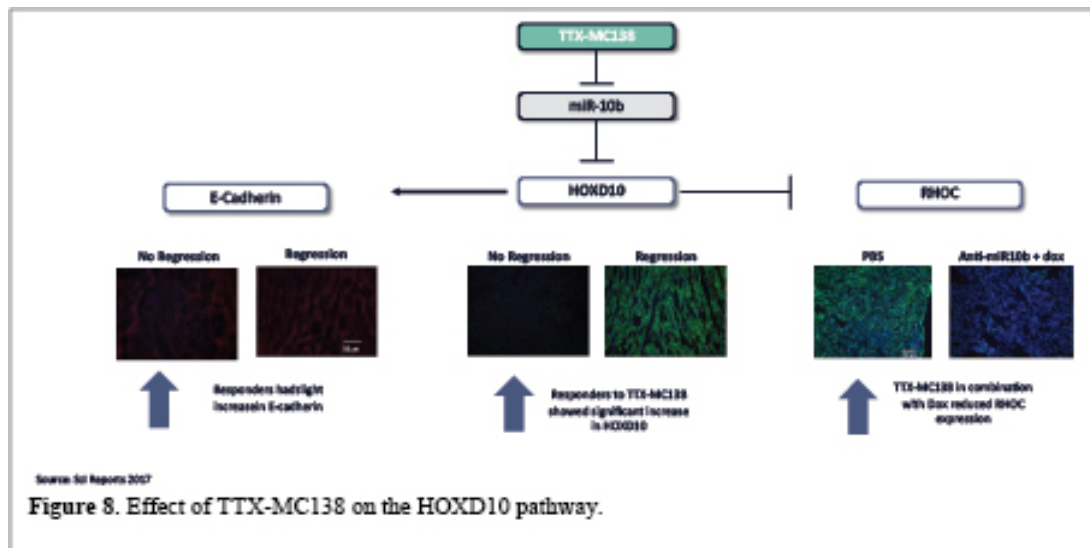 TTX-MC138
miR-10b
E-Cadherin
HOXD10
RHOC
No Regression
Regression
No Regression
Regression
PBS
Anti-miR10b + dox
Responders had slight
increase in E-cadherin
Responders to TTX-MC138
showed significant increase
in HOXD10
TTX-MC138 in combination
with Dox reduced RHOC
expression
Source: Sci Reports 2017
Figure 8. Effect of TTX-MC138 on the HOXD10 pathway.